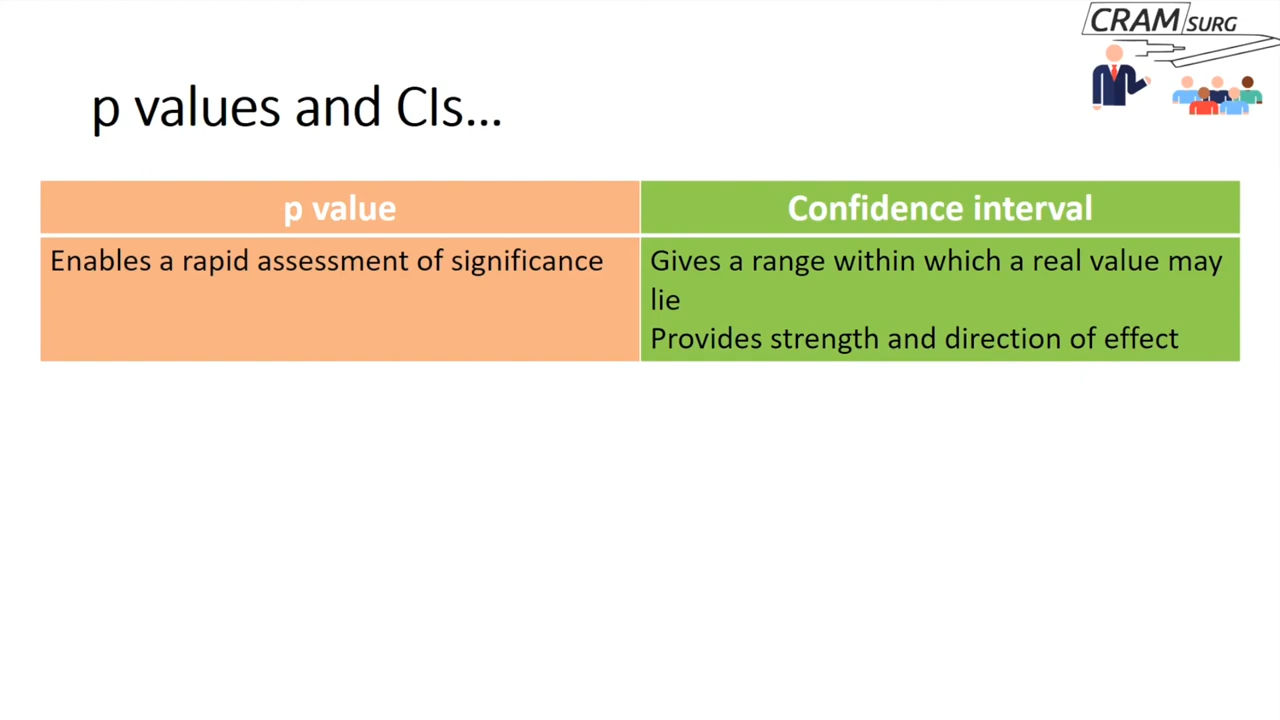 CRAM SURG
p values and CIs...
p value
Confidence interval
Enables a rapid assessment of significance
Gives a range within which a real value may
lie
Provides strength and direction of effect